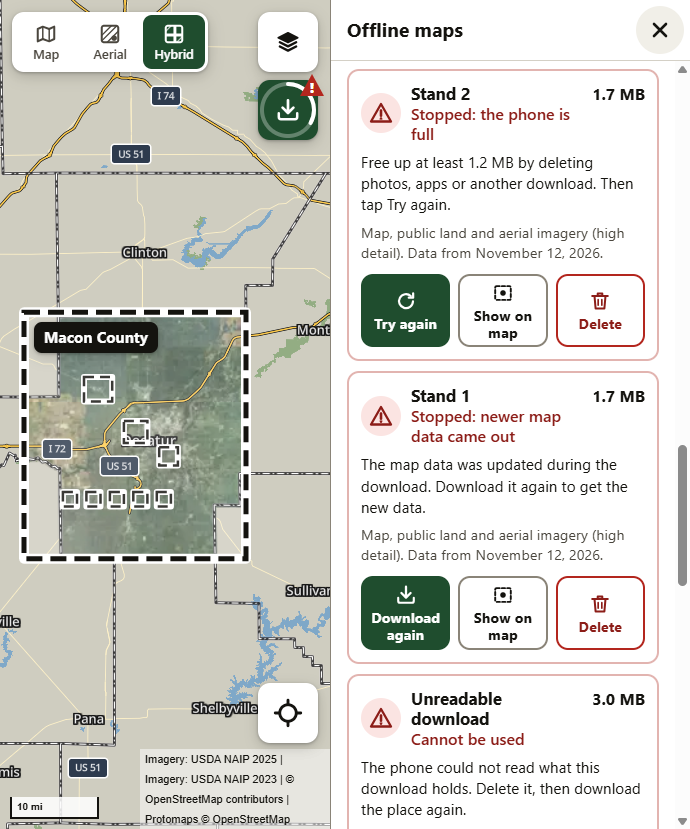 Map
Aerial
Hybrid
I 74
US 51
Clinton
Macon County
Mont
I 72
US 51
Sullivan
ville
Shelbyville
Pana
US 51
mis
10 mi
Imagery: USDA NAIP 2025 |
Imagery: USDA NAIP 2023 | ©
OpenStreetMap contributors |
Protomaps © OpenStreetMap
Offline maps
Stand 2
1.7 MB
Stopped: the phone is
full
Free up at least 1.2 MB by deleting
photos, apps or another download. Then
tap Try again.
Map, public land and aerial imagery (high
detail). Data from November 12, 2026.
Try again
Show on
map
Delete
Stand 1
1.7 MB
Stopped: newer map
data came out
The map data was updated during the
download. Download it again to get the
new data.
Map, public land and aerial imagery (high
detail). Data from November 12, 2026.
Download
again
Show on
map
Delete
Unreadable
download
3.0 MB
Cannot be used
The phone could not read what this
download holds. Delete it, then download
the place again.